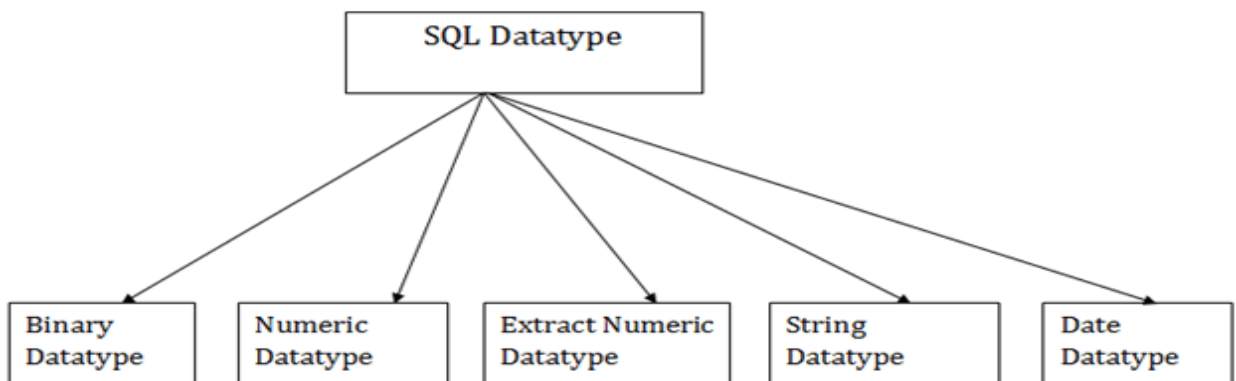 SQL Datatype
Binary
Datatype
Numeric
Datatype
Extract Numeric
Datatype
String
Datatype
Date
Datatype